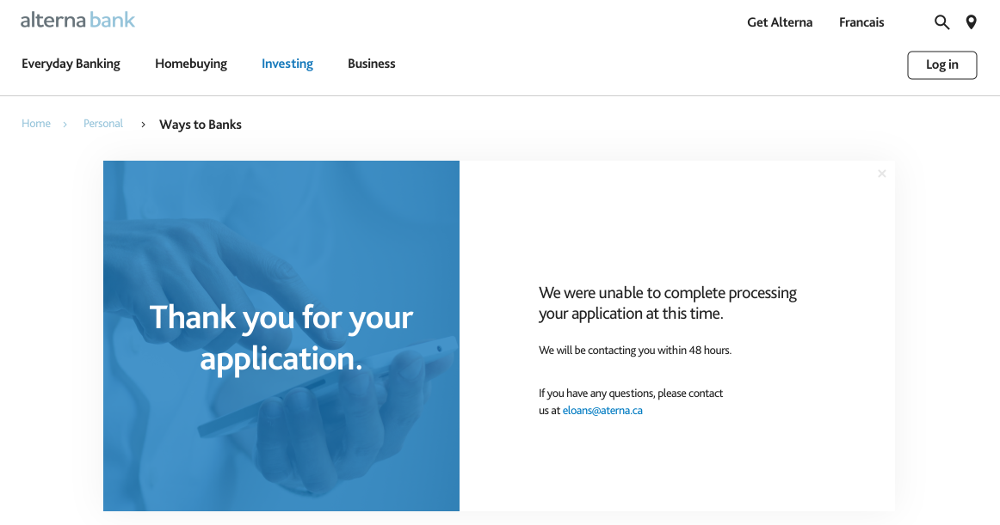 alterna bank
Get Alterna
Francais
Everyday Banking
Homebuying
Investing
Business
Log in
Home
Personal
Ways to Banks
Thank you for your
application.
We were unable to complete processing
your application at this time.
We will be contacting you within 48 hours.
If you have any questions, please contact
us at eloans@aterna.ca